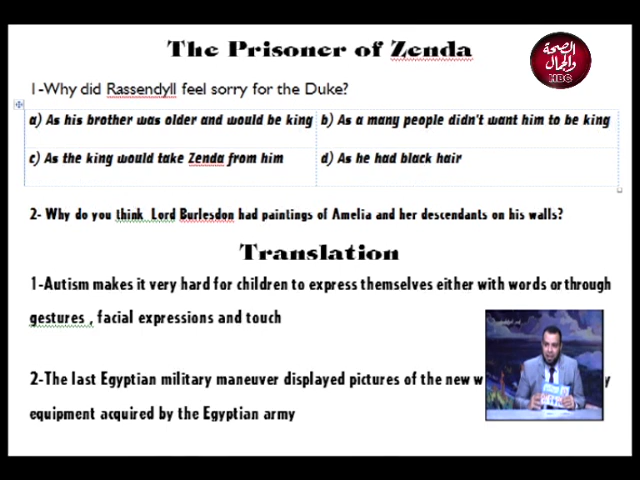 The Prisoner of Zenda
الصحة
والجمال
MBC
1-Why did Rassendyll feel sorry for the Duke?
a) As his brother was older and would be king
b) As a many people didn't want him to be king
c) As the king would take Zenda from him
d) As he had black hair
2- Why do you think Lord Burlesdon had paintings of Amelia and her descendants on his walls?
Translation
1-Autism makes it very hard for children to express themselves either with words or through
gestures , facial expressions and touch
2-The last Egyptian military maneuver displayed pictures of the new w y
equipment acquired by the Egyptian army